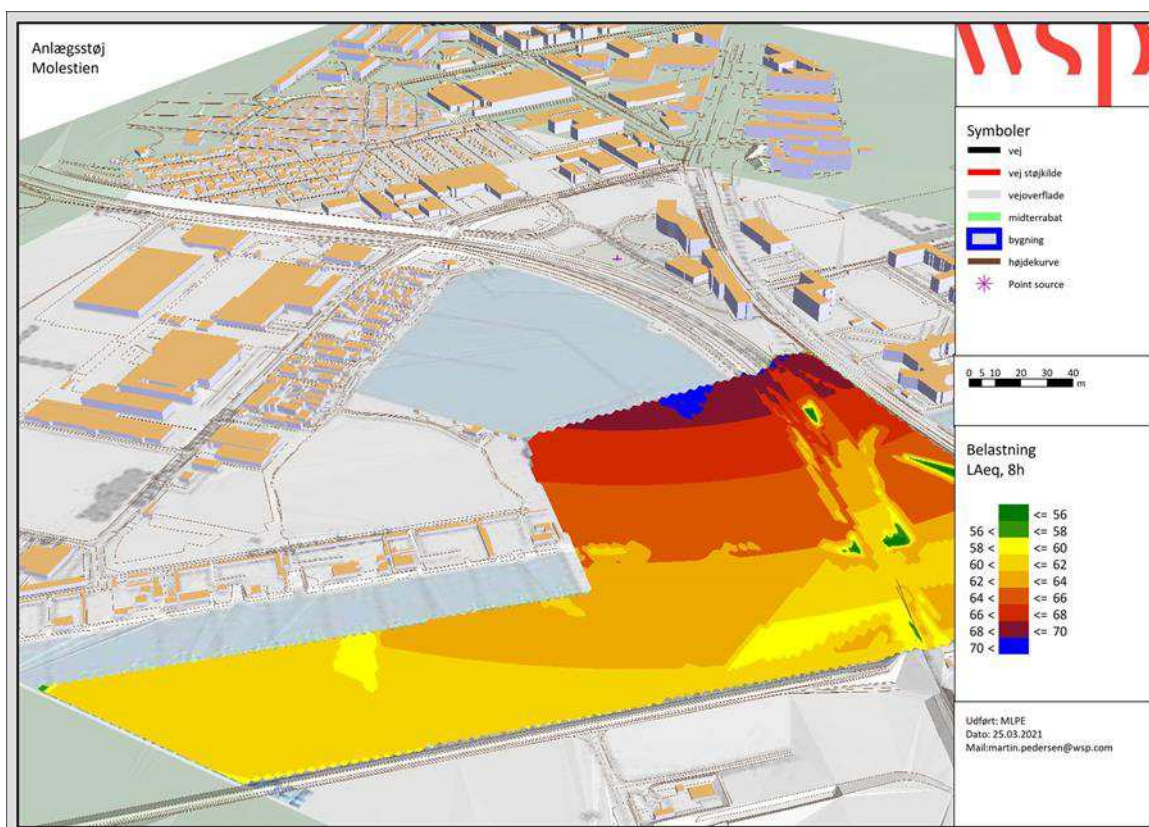 Anlægsstøj
Molestien
wsp
Symboler
vej
vej støjkilde
vejoverflade
midterrabat
bygning
højdekurve
Point source
0 5 10 20 30 40
m
Belastning
LAeq, 8h
<= 56
56 < <= 58
58 < <= 60
60 < <= 62
62 < <= 64
64 < <= 66
66 < <= 68
68 < <= 70
70 <
Udført: MLPE
Dato: 25.03.2021
Mail:martin.pedersen@wsp.com